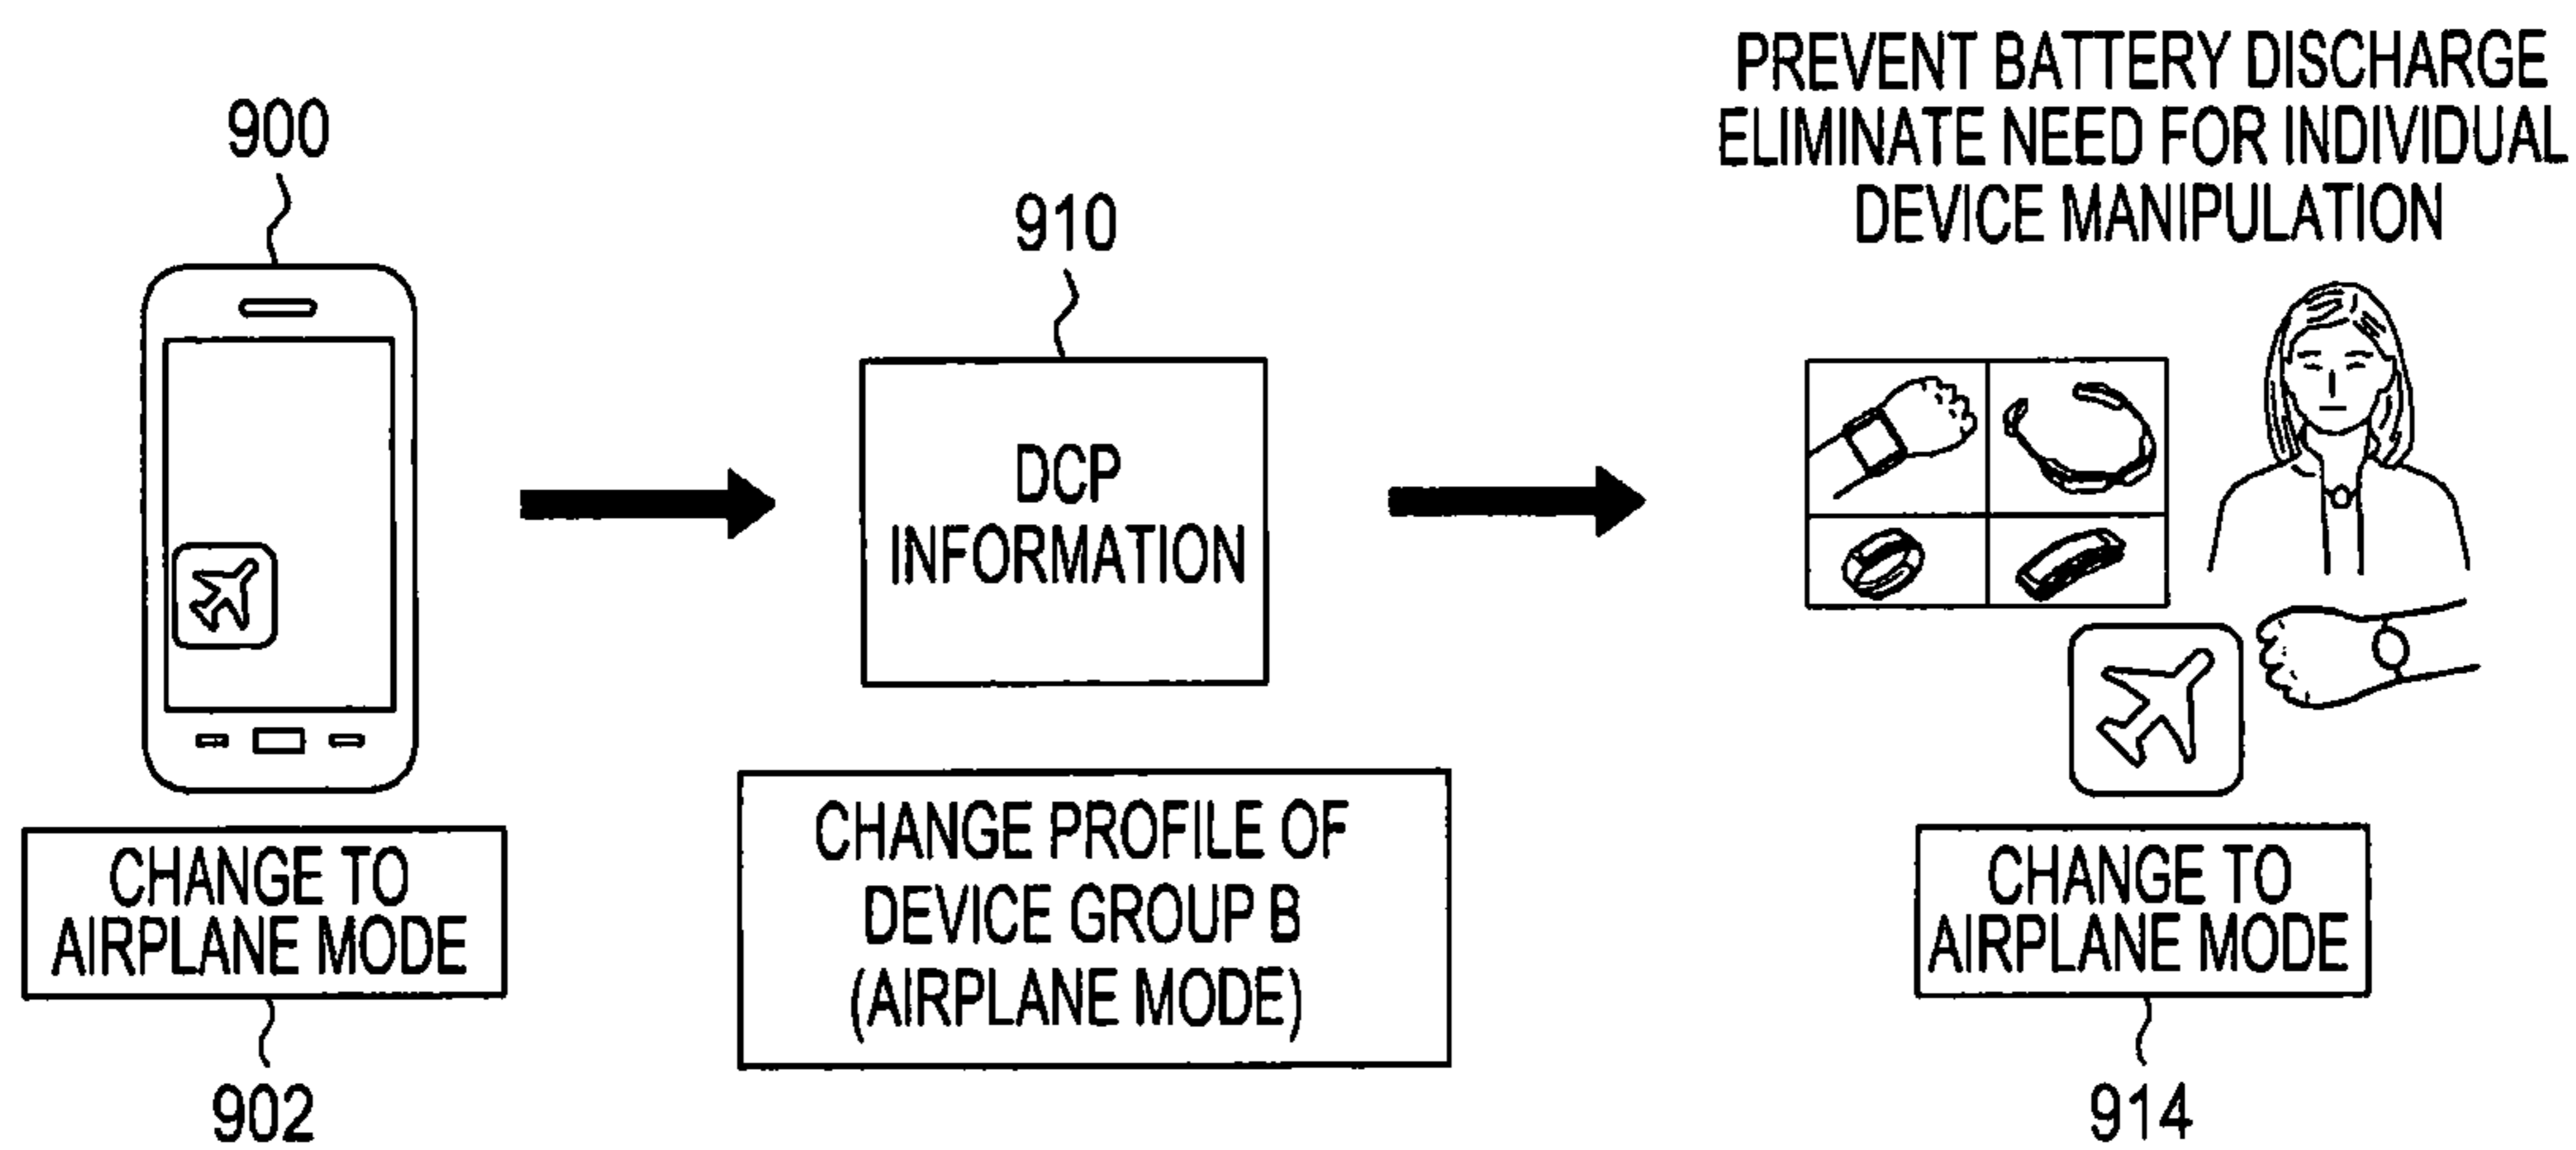 900
CHANGE TO
AIRPLANE MODE
902
910
DCP
INFORMATION
CHANGE PROFILE OF
DEVICE GROUP B
(AIRPLANE MODE)
PREVENT BATTERY DISCHARGE
ELIMINATE NEED FOR INDIVIDUAL
DEVICE MANIPULATION
CHANGE TO
AIRPLANE MODE
914